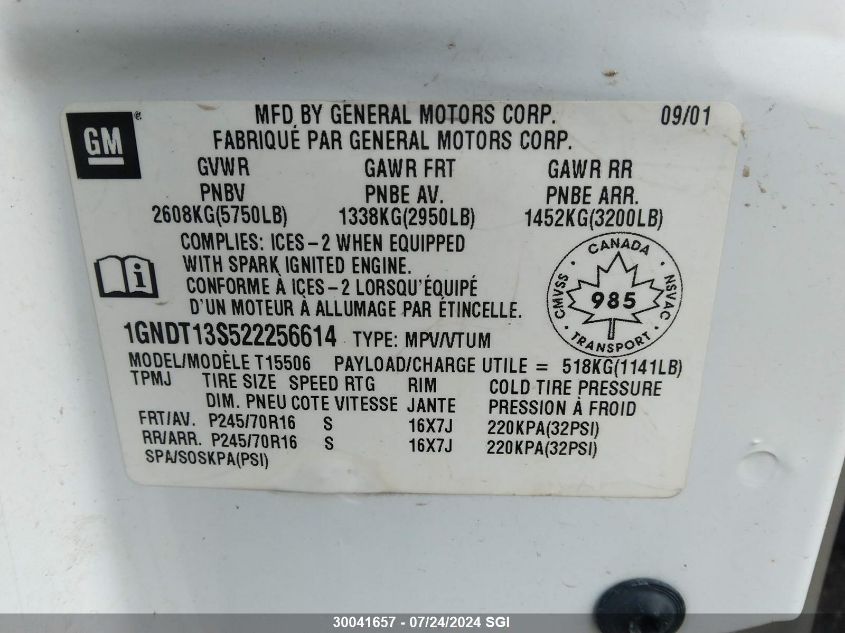 GM
MFD BY GENERAL MOTORS CORP. 09/01
FABRIQUÉ PAR GENERAL MOTORS CORP.
GVWR GAWR FRT GAWR RR
PNBV PNBE AV. PNBE ARR.
2608KG(5750LB) 1338KG(2950LB) 1452KG(3200LB)
COMPLIES: ICES-2 WHEN EQUIPPED
WITH SPARK IGNITED ENGINE.
CONFORME À ICES-2 LORSQU'ÉQUIPÉ
D'UN MOTEUR À ALLUMAGE PAR ÉTINCELLE.
CANADA
CMVSS 985 NSVAC
TRANSPORT
1GNDT13S522256614 TYPE: MPV/VTUM
MODEL/MODÈLE T15506 PAYLOAD/CHARGE UTILE = 518KG(1141LB)
TPMJ TIRE SIZE SPEED RTG RIM COLD TIRE PRESSURE
DIM. PNEU COTE VITESSE JANTE PRESSION À FROID
FRT/AV. P245/70R16 S 16X7J 220KPA(32PSI)
RR/ARR. P245/70R16 S 16X7J 220KPA(32PSI)
SPA/SOSKPA(PSI)
30041657 - 07/24/2024 SGI